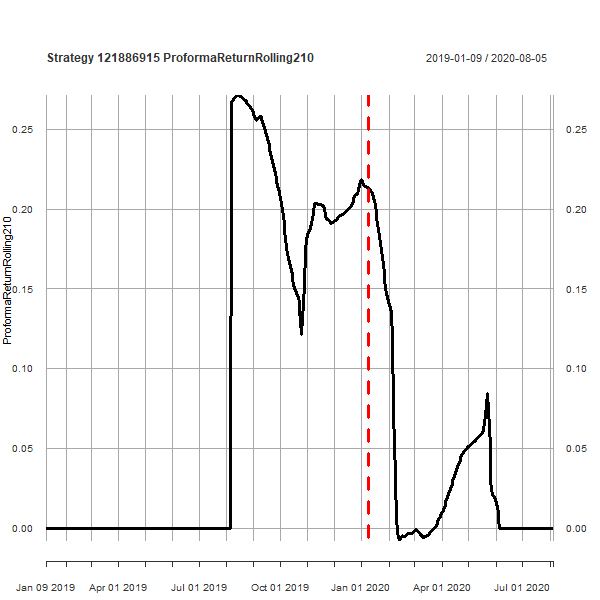 Strategy 121886915 ProformaReturnRolling210
2019-01-09 / 2020-08-05
ProformaReturnRolling210
0.25
0.20
0.15
0.10
0.05
0.00
0.25
0.20
0.15
0.10
0.05
0.00
Jan 09 2019
Apr 01 2019
Jul 01 2019
Oct 01 2019
Jan 01 2020
Apr 01 2020
Jul 01 2020